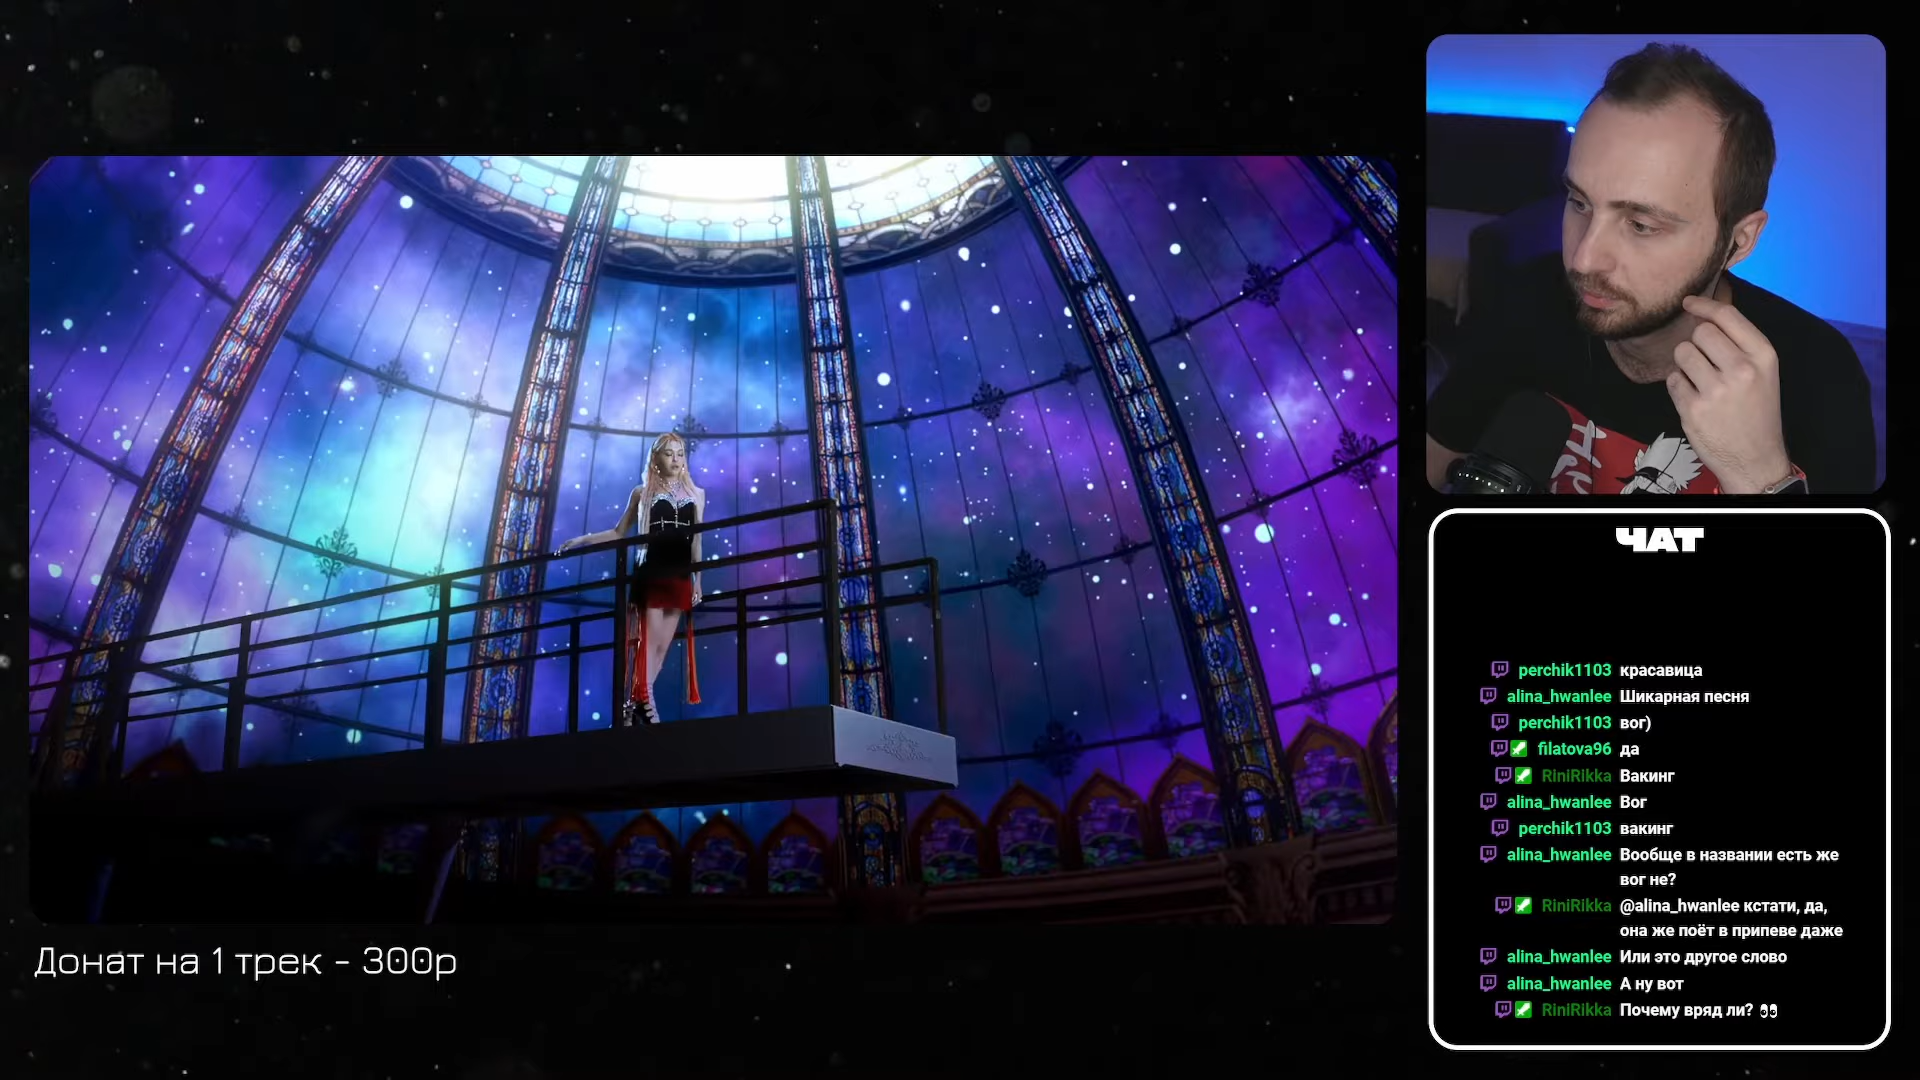 ЧАТ
perchik1103 красавица
alina_hwanlee Шикарная песня
perchik1103 вог)
filatova96 да
RiniRikka Вакинг
alina_hwanlee Вог
perchik1103 вакинг
alina_hwanlee Вообще в названии есть же
вог не?
RiniRikka @alina_hwanlee кстати, да,
она же поёт в припеве даже
alina_hwanlee Или это другое слово
alina_hwanlee А ну вот
RiniRikka Почему вряд ли? 👀
Донат на 1 трек - 300р